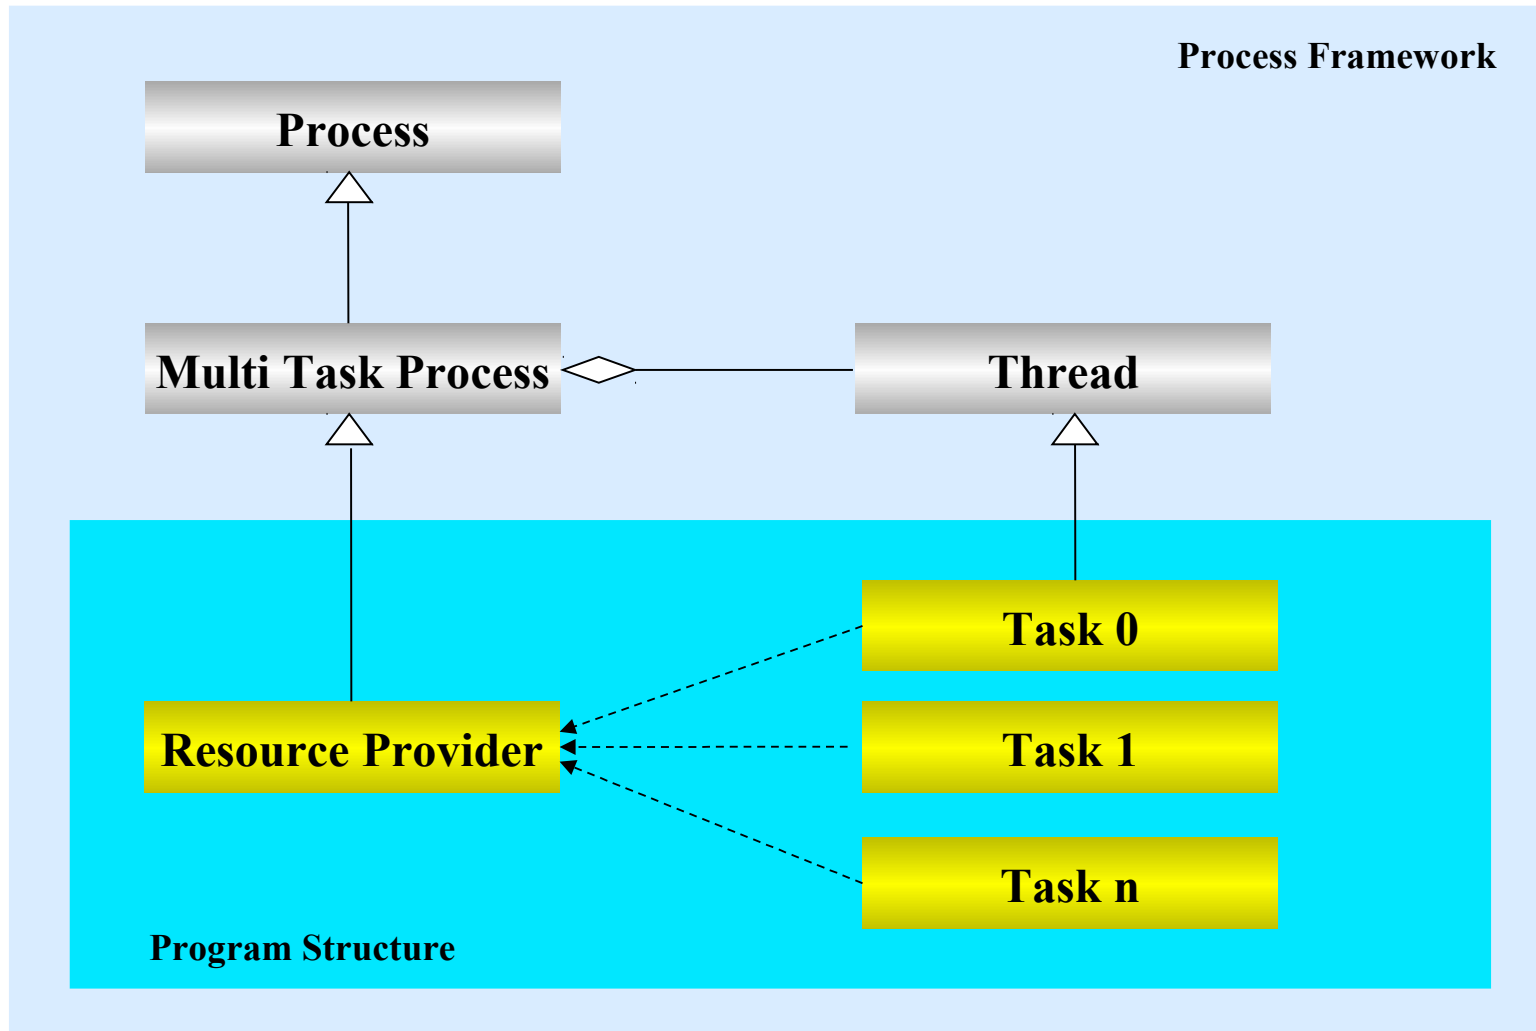 Process Framework
Process
Multi Task Process
Thread
Task 0
Resource Provider
Task 1
Task n
Program Structure